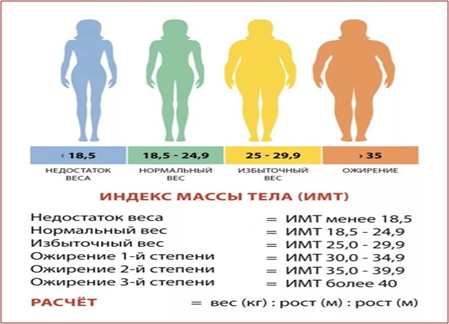 < 18,5 18,5 - 24,9 25 - 29,9 > 35
НЕДОСТАТОК ВЕСА НОРМАЛЬНЫЙ ВЕС ИЗБЫТОЧНЫЙ ВЕС ОЖИРЕНИЕ
ИНДЕКС МАССЫ ТЕЛА (ИМТ)
Недостаток веса = ИМТ менее 18,5
Нормальный вес = ИМТ 18,5 - 24,9
Избыточный вес = ИМТ 25,0 - 29,9
Ожирение 1-й степени = ИМТ 30,0 - 34,9
Ожирение 2-й степени = ИМТ 35,0 - 39,9
Ожирение 3-й степени = ИМТ более 40
РАСЧЁТ = вес (кг) : рост (м) : рост (м)